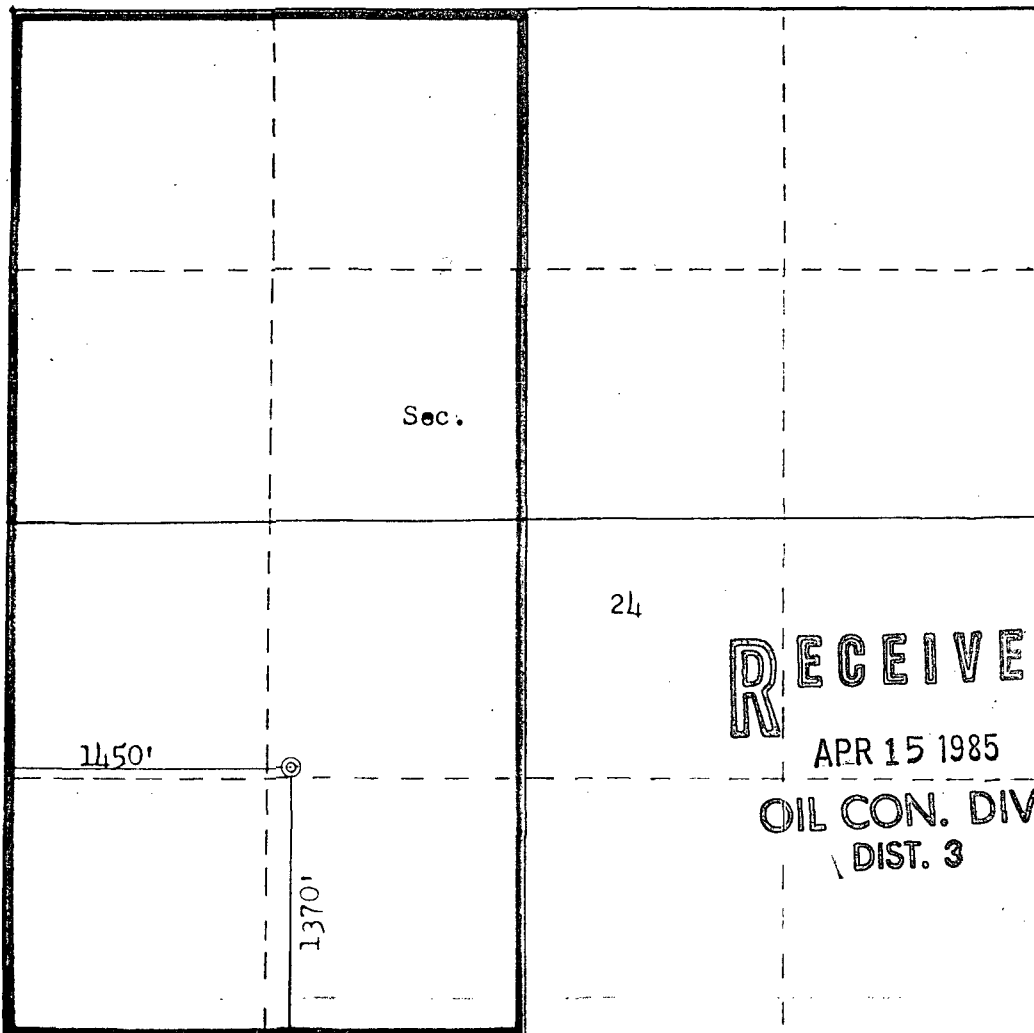 Sec.
24
RECEIVE
APR 15 1985
OIL CON. DIV
DIST. 3
1450'
1370'